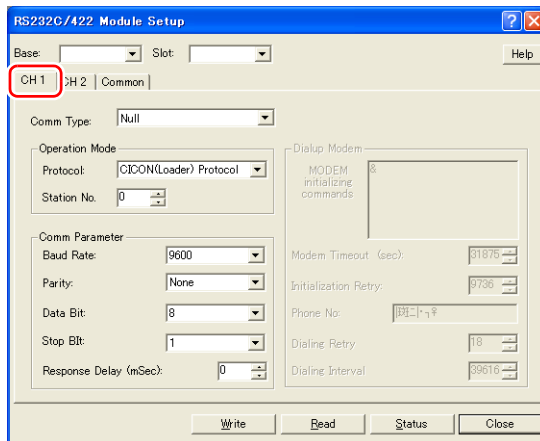 RS232C/422 Module Setup
Base: Slot: Help
CH 1 CH 2 Common
Comm Type: Null
Operation Mode
Protocol: CICON(Loader) Protocol
Station No. 0
Comm Parameter
Baud Rate: 9600
Parity: None
Data Bit: 8
Stop BIt: 1
Response Delay (mSec): 0
Dialup Modem
MODEM initializing commands &
Modem Timeout (sec): 31875
Initialization Retry: 9736
Phone No:
Dialing Retry 18
Dialing Interval 39616
Write Read Status Close